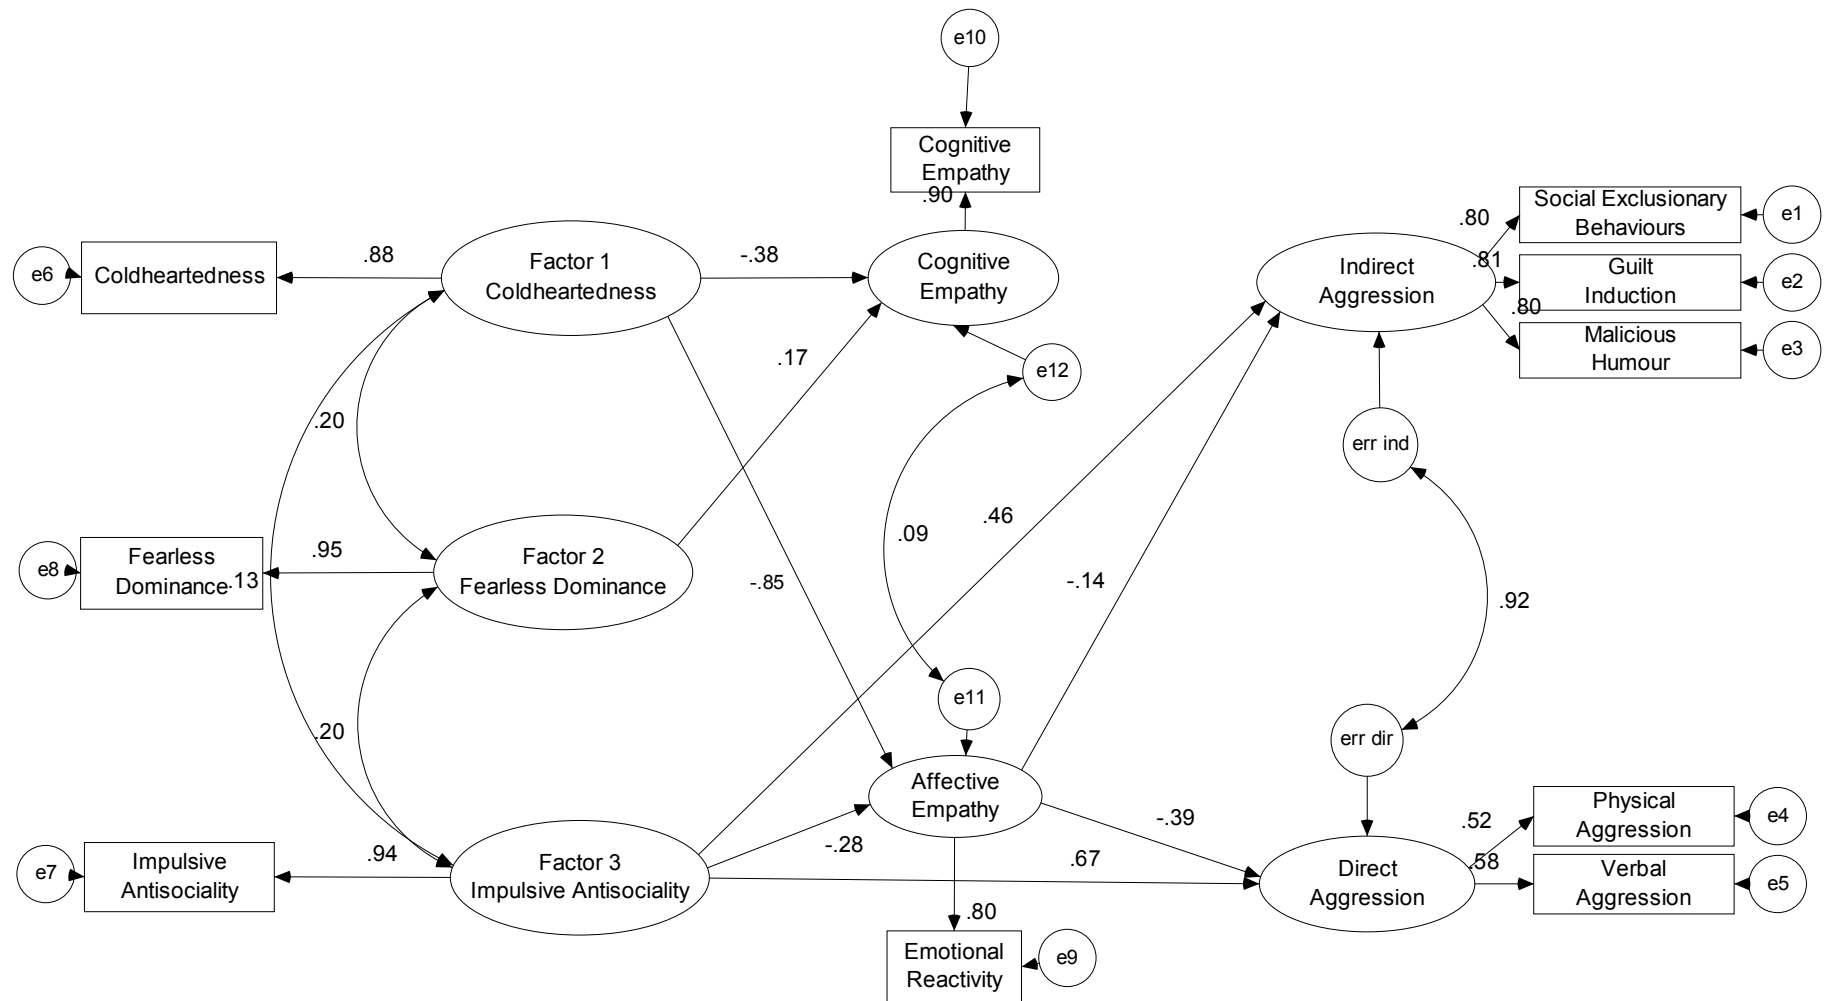 e10
Cognitive
Empathy
.90
Social Exclusionary
Behaviours
e1
.80
e6
Coldheartedness
.88
Factor 1
Coldheartedness
-.38
Cognitive
Empathy
Indirect
Aggression
.81
Guilt
Induction
e2
.80
Malicious
Humour
e3
.17
e12
.20
err ind
.46
.09
e8
Fearless
Dominance
.13
.95
Factor 2
Fearless Dominance
-.85
-.14
.92
e11
.20
err dir
Affective
Empathy
-.39
Physical
Aggression
e4
.52
e7
Impulsive
Antisociality
.94
Factor 3
Impulsive Antisociality
-.28
.67
Direct
Aggression
.58
Verbal
Aggression
e5
.80
Emotional
Reactivity
e9